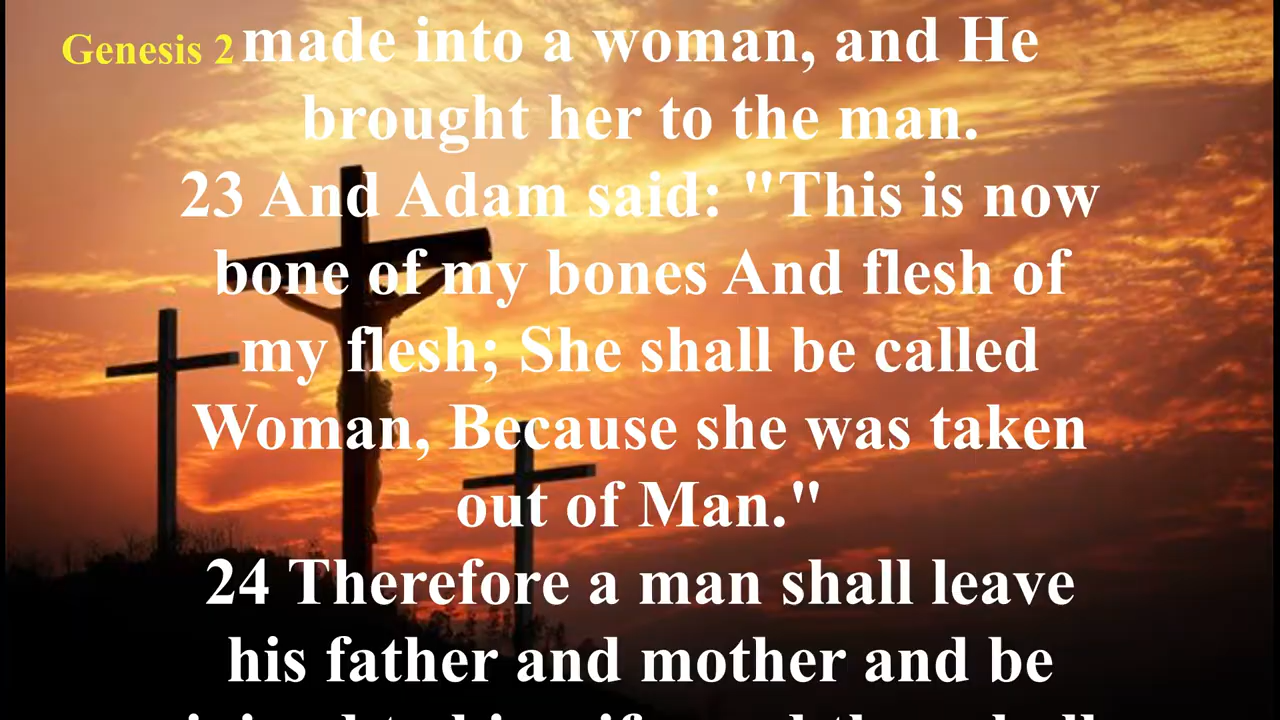 Genesis 2 made into a woman, and He
brought her to the man.
23 And Adam said: "This is now
bone of my bones And flesh of
my flesh; She shall be called
Woman, Because she was taken
out of Man."
24 Therefore a man shall leave
his father and mother and be